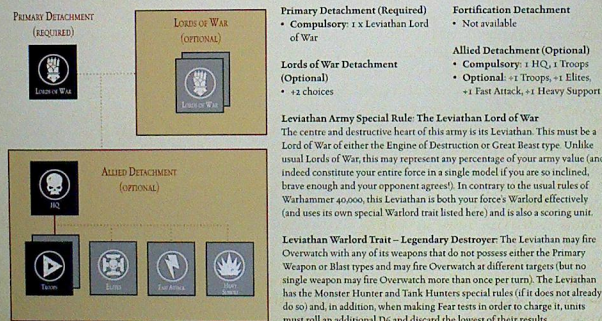 PRIMARY DETACHMENT
(REQUIRED)
LORDS OF WAR
LORDS OF WAR
(OPTIONAL)
LORDS OF WAR
ALLIED DETACHMENT
(OPTIONAL)
HQ
TROOPS
ELITES
FAST ATTACK
HEAVY
SUPPORT
Primary Detachment (Required)
• Compulsory: 1 x Leviathan Lord
of War
Lords of War Detachment
(Optional)
• +2 choices
Fortification Detachment
• Not available
Allied Detachment (Optional)
• Compulsory: 1 HQ, 1 Troops
• Optional: +1 Troops, +1 Elites,
+1 Fast Attack, +1 Heavy Support
Leviathan Army Special Rule: The Leviathan Lord of War
The centre and destructive heart of this army is its Leviathan. This must be a
Lord of War of either the Engine of Destruction or Great Beast type. Unlike
usual Lords of War, this may represent any percentage of your army value (and
indeed constitute your entire force in a single model if you are so inclined,
brave enough and your opponent agrees!). In contrary to the usual rules of
Warhammer 40,000, this Leviathan is both your force's Warlord effectively
(and uses its own special Warlord trait listed here) and is also a scoring unit.
Leviathan Warlord Trait – Legendary Destroyer: The Leviathan may fire
Overwatch with any of its weapons that do not possess either the Primary
Weapon or Blast types and may fire Overwatch at different targets (but no
single weapon may fire Overwatch more than once per turn). The Leviathan
has the Monster Hunter and Tank Hunters special rules (if it does not already
do so) and, in addition, when making Fear tests in order to charge it, units
must roll an additional D6 and discard the lowest of their results.